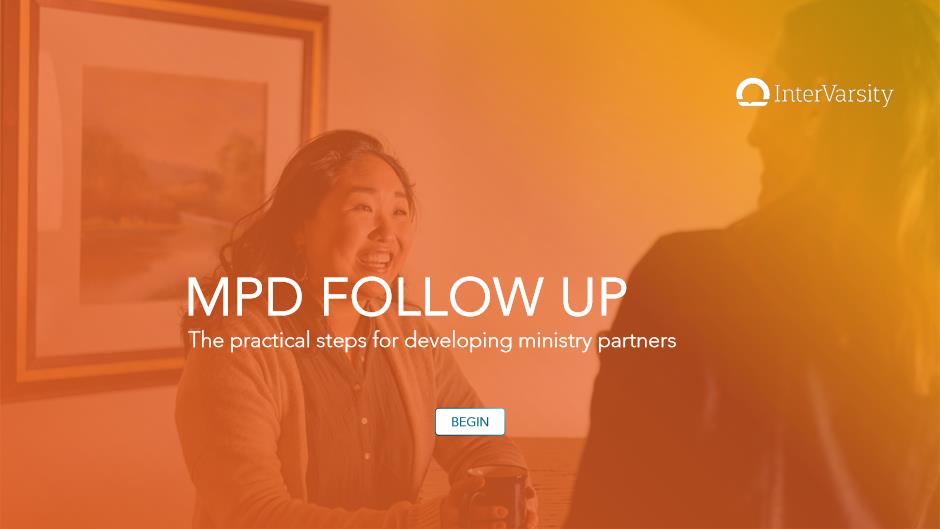 InterVarsity
MPD FOLLOW UP
The practical steps for developing ministry partners
BEGIN